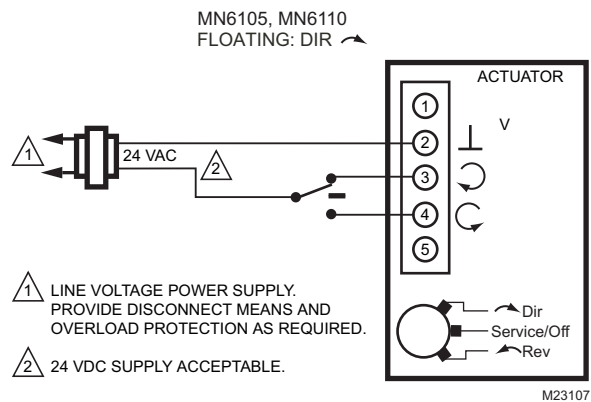 MN6105, MN6110
FLOATING: DIR
ACTUATOR
1
V
1
24 VAC
2
2
3
4
5
1 LINE VOLTAGE POWER SUPPLY.
PROVIDE DISCONNECT MEANS AND
OVERLOAD PROTECTION AS REQUIRED.
2 24 VDC SUPPLY ACCEPTABLE.
Dir
Service/Off
Rev
M23107